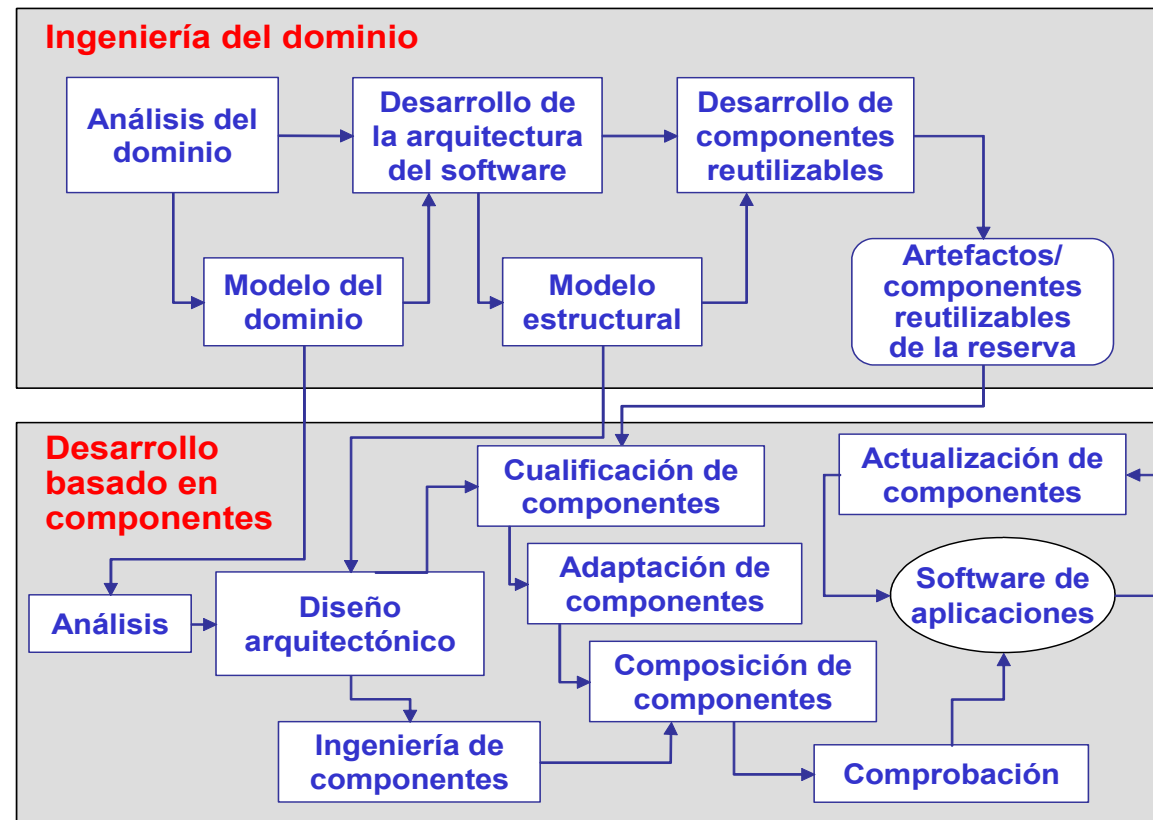 Ingeniería del dominio
Análisis del
dominio
Desarrollo de
la arquitectura
del software
Desarrollo de
componentes
reutilizables
Modelo del
dominio
Modelo
estructural
Artefactos/
componentes
reutilizables
de la reserva
Desarrollo
basado en
componentes
Cualificación de
componentes
Actualización de
componentes
Adaptación de
componentes
Software de
aplicaciones
Análisis
Diseño
arquitectónico
Composición de
componentes
Ingeniería de
componentes
Comprobación